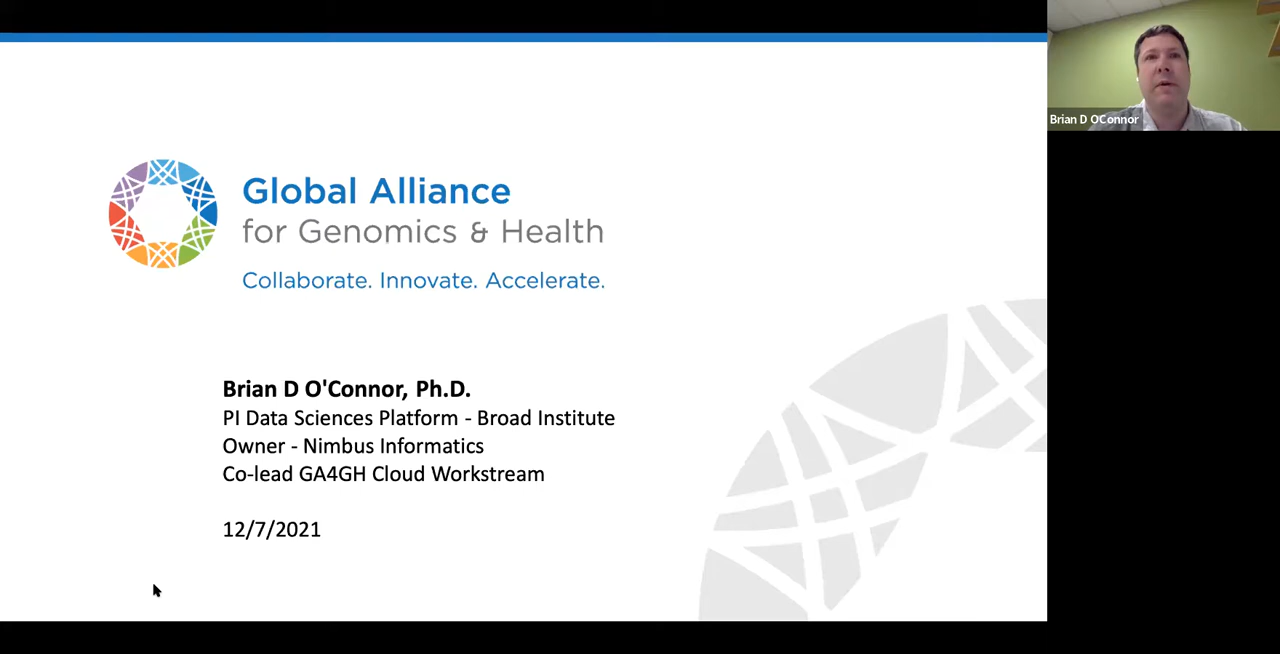 Global Alliance
for Genomics & Health
Collaborate. Innovate. Accelerate.
Brian D O'Connor, Ph.D.
PI Data Sciences Platform - Broad Institute
Owner - Nimbus Informatics
Co-lead GA4GH Cloud Workstream
12/7/2021
Brian D OConnor